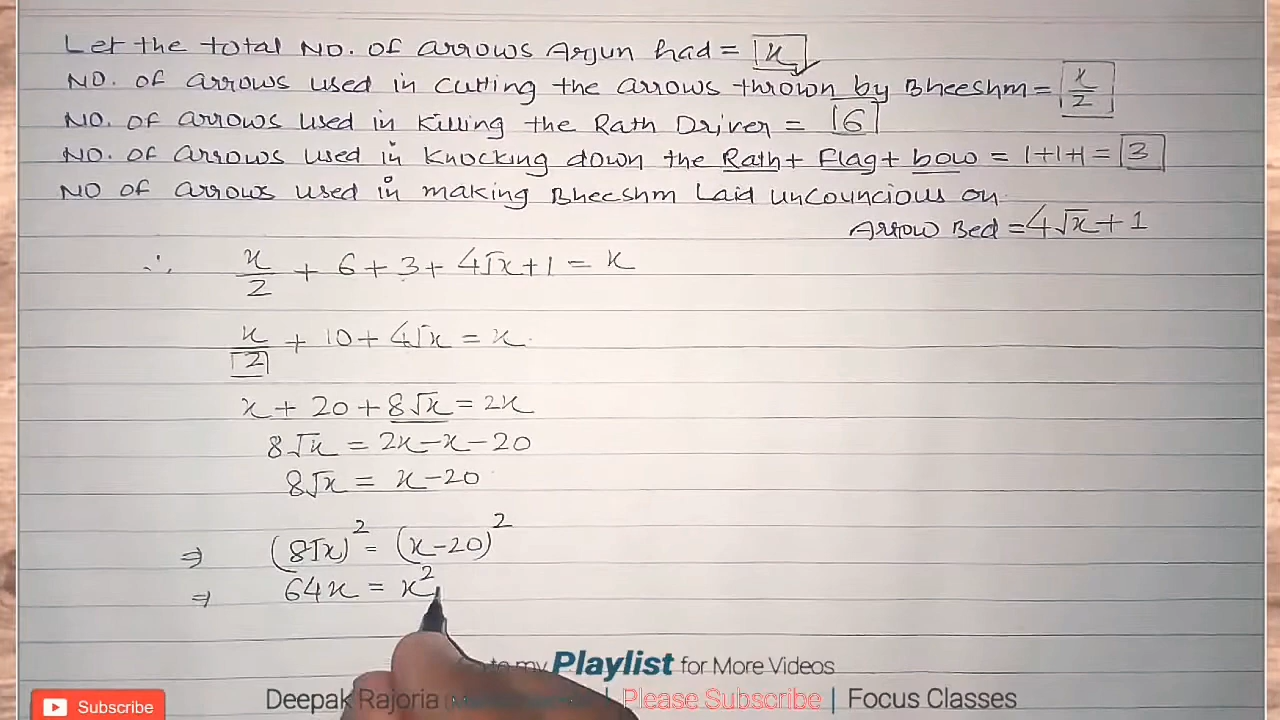 Let the total NO. of arrows Arjun had = x
NO. of arrows used in cutting the arrows thrown by Bheeshm = x/2
NO. of arrows used in killing the Rath Driver = 6
NO. of arrows used in knocking down the Rath + Flag + bow = 1+1+1 = 3
NO of arrows used in making Bheeshm Laid uncouncious on
Arrow Bed = 4√x + 1
∴ x/2 + 6 + 3 + 4√x + 1 = x
x/2 + 10 + 4√x = x
x + 20 + 8√x = 2x
8√x = 2x - x - 20
8√x = x - 20
⇒ (8√x)² = (x - 20)²
⇒ 64x = x²
to my Playlist for More Videos
Deepak Rajoria | Please Subscribe | Focus Classes
Subscribe